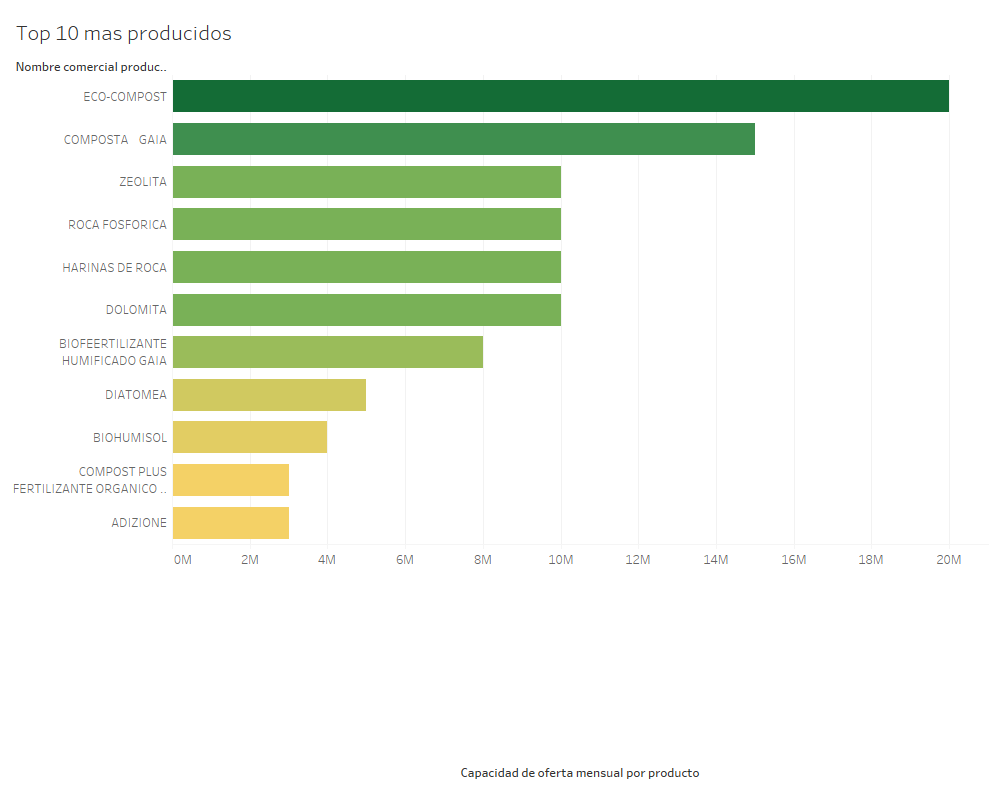 Top 10 mas producidos
Nombre comercial produc..
ECO-COMPOST
COMPOSTA   GAIA
ZEOLITA
ROCA FOSFORICA
HARINAS DE ROCA
DOLOMITA
BIOFEERTILIZANTE
HUMIFICADO GAIA
DIATOMEA
BIOHUMISOL
COMPOST PLUS
FERTILIZANTE ORGANICO ..
ADIZIONE
0M 2M 4M 6M 8M 10M 12M 14M 16M 18M 20M
Capacidad de oferta mensual por producto